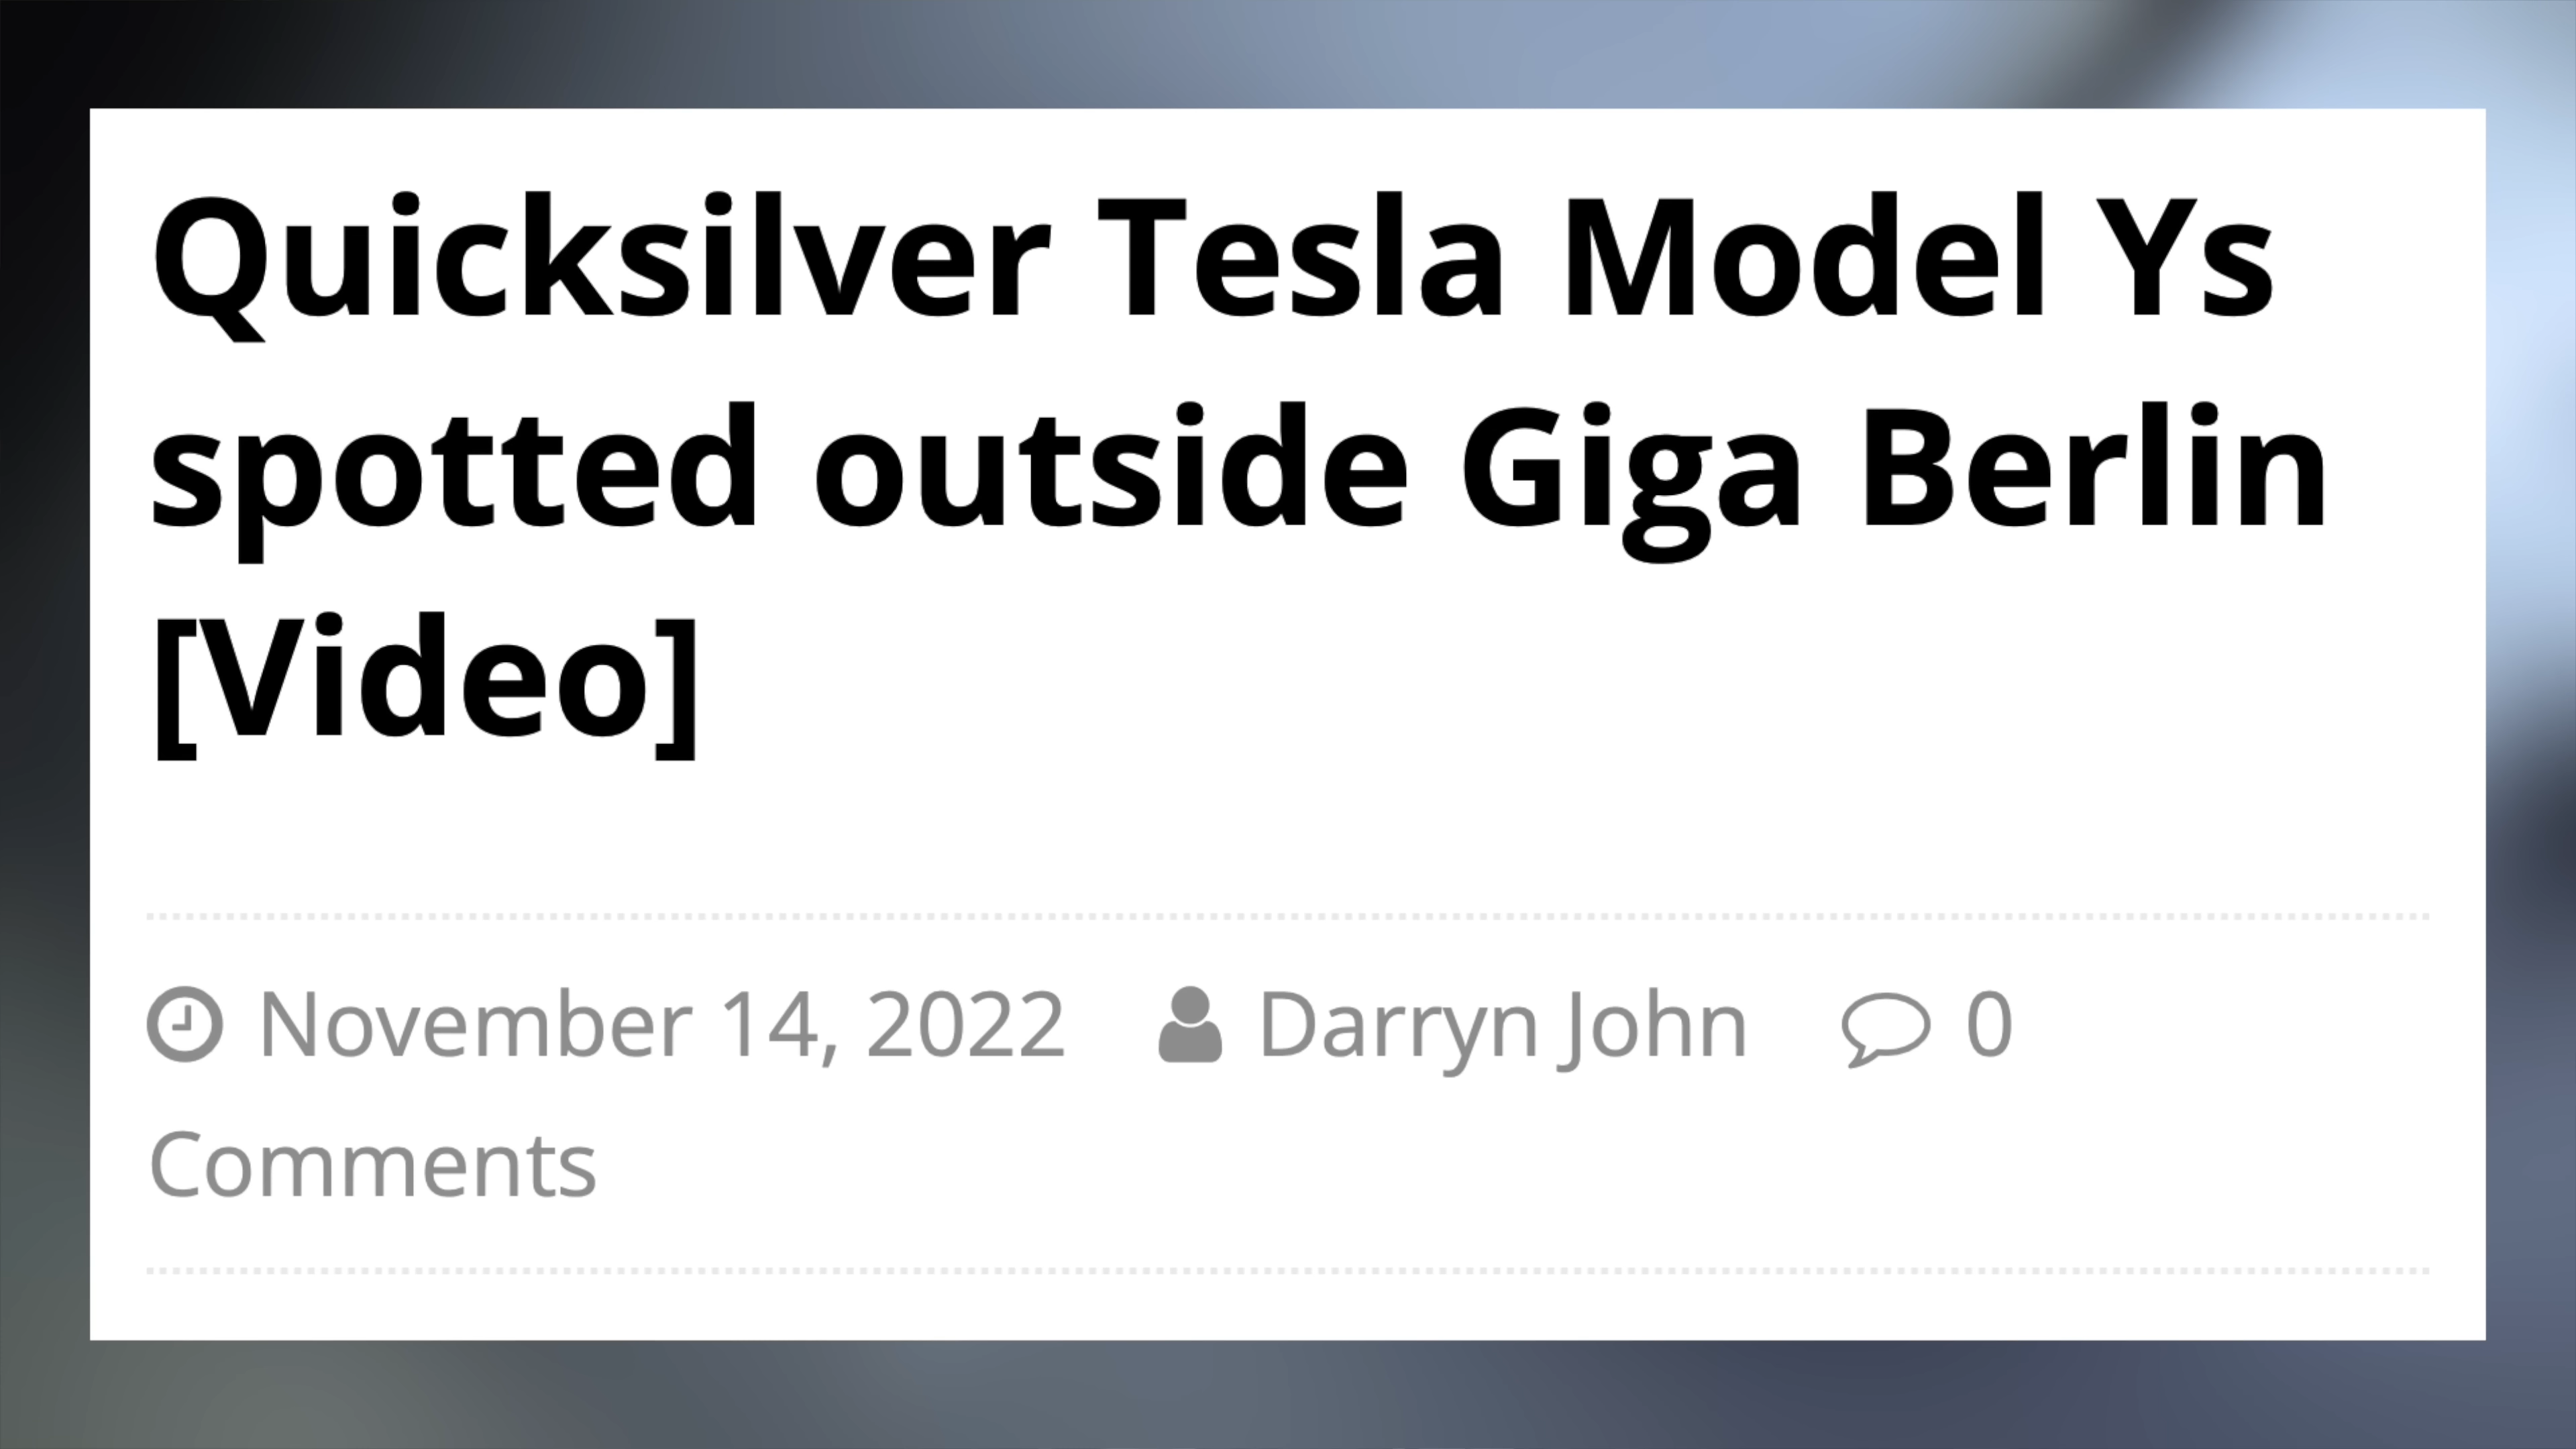 Quicksilver Tesla Model Ys
spotted outside Giga Berlin
[Video]
November 14, 2022 Darryn John 0
Comments